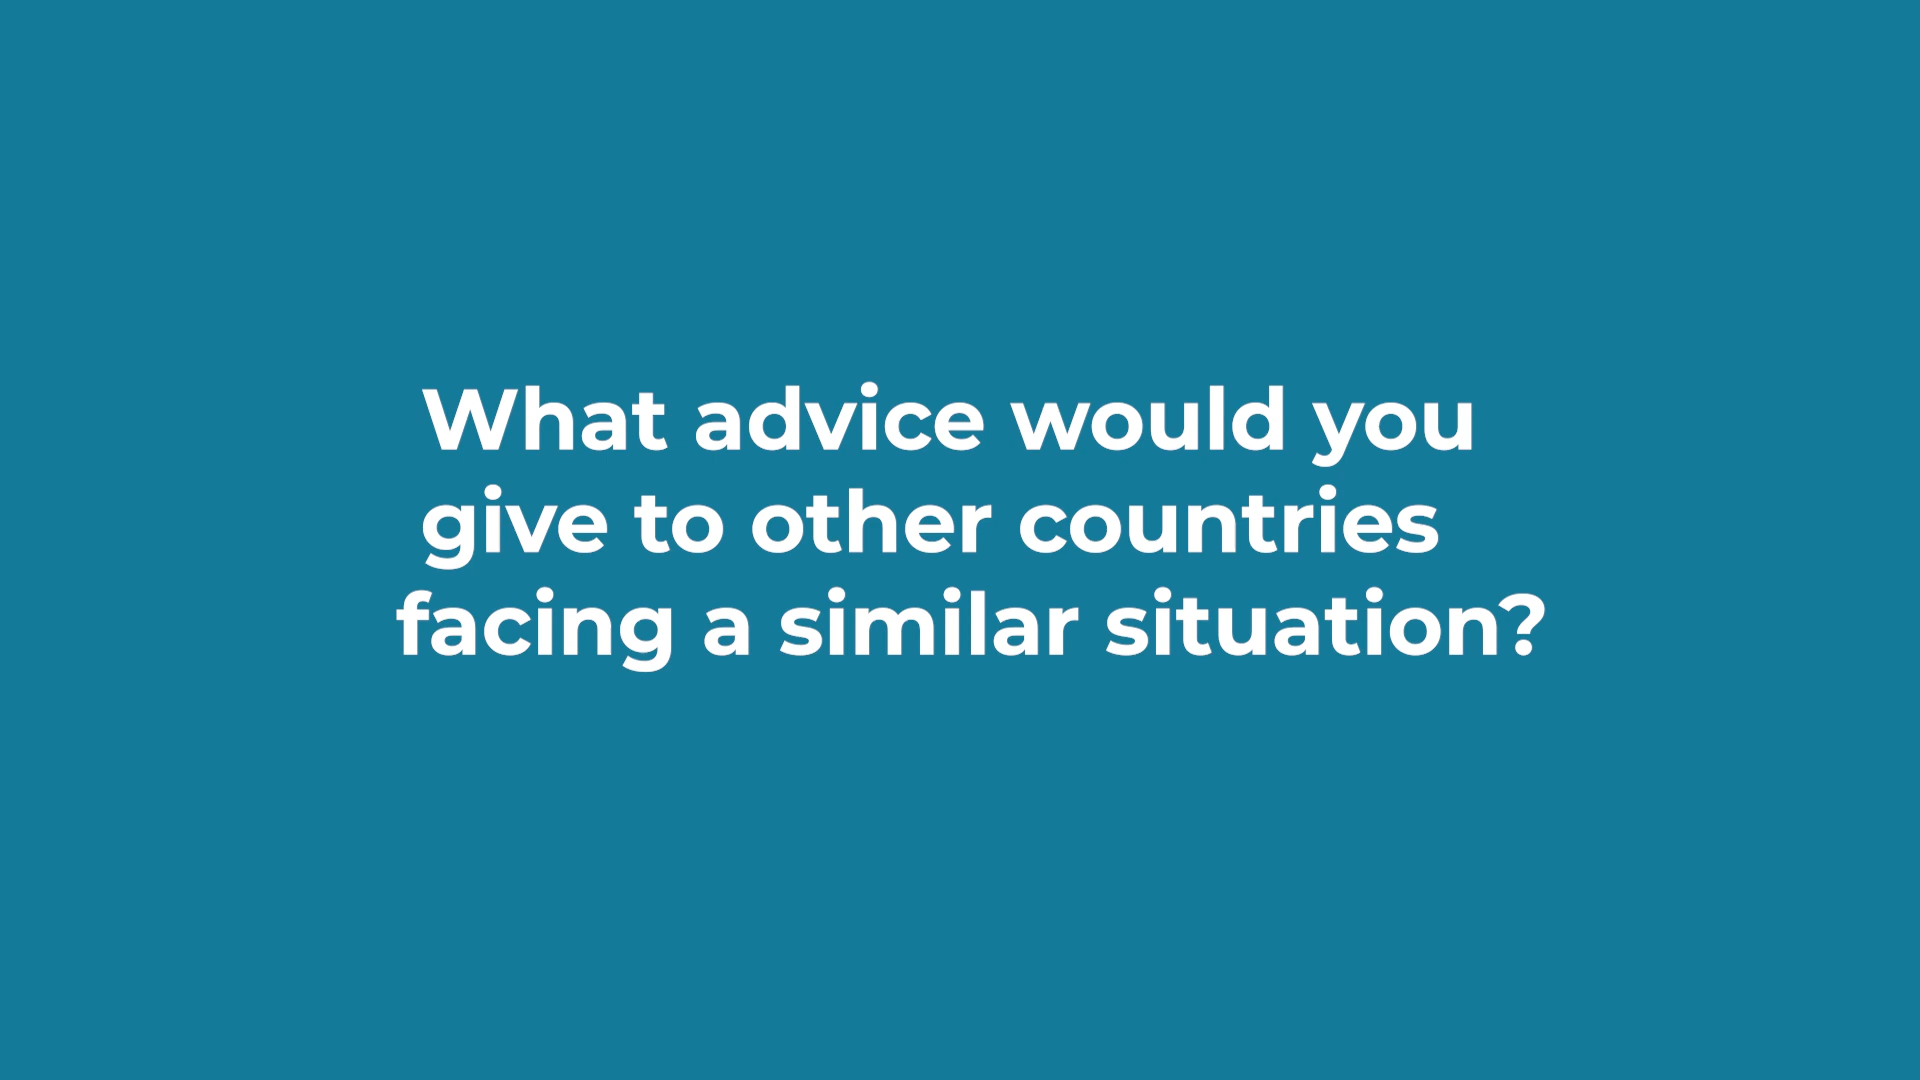 What advice would you
give to other countries
facing a similar situation?